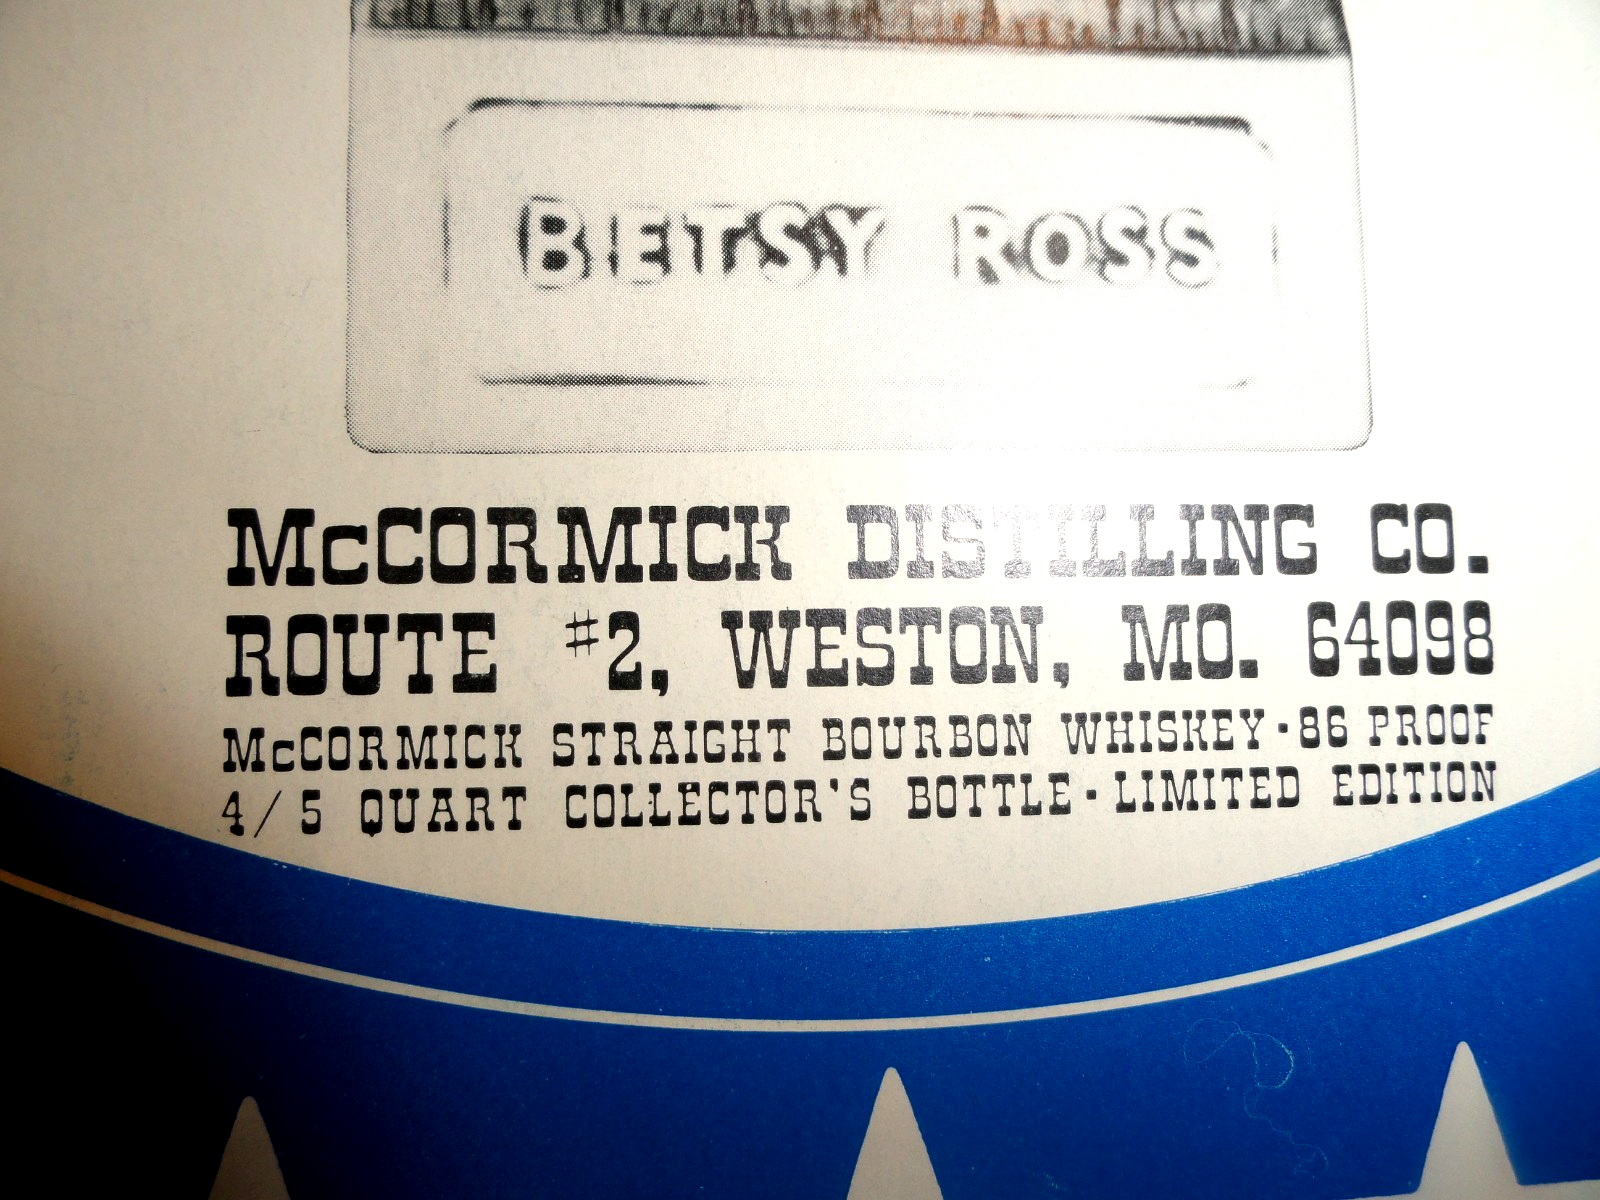 BETSY ROSS
McCORMICK DISTILLING CO.
ROUTE #2, WESTON, MO. 64098
McCORMICK STRAIGHT BOURBON WHISKEY·86 PROOF
4/5 QUART COLLECTOR'S BOTTLE·LIMITED EDITION